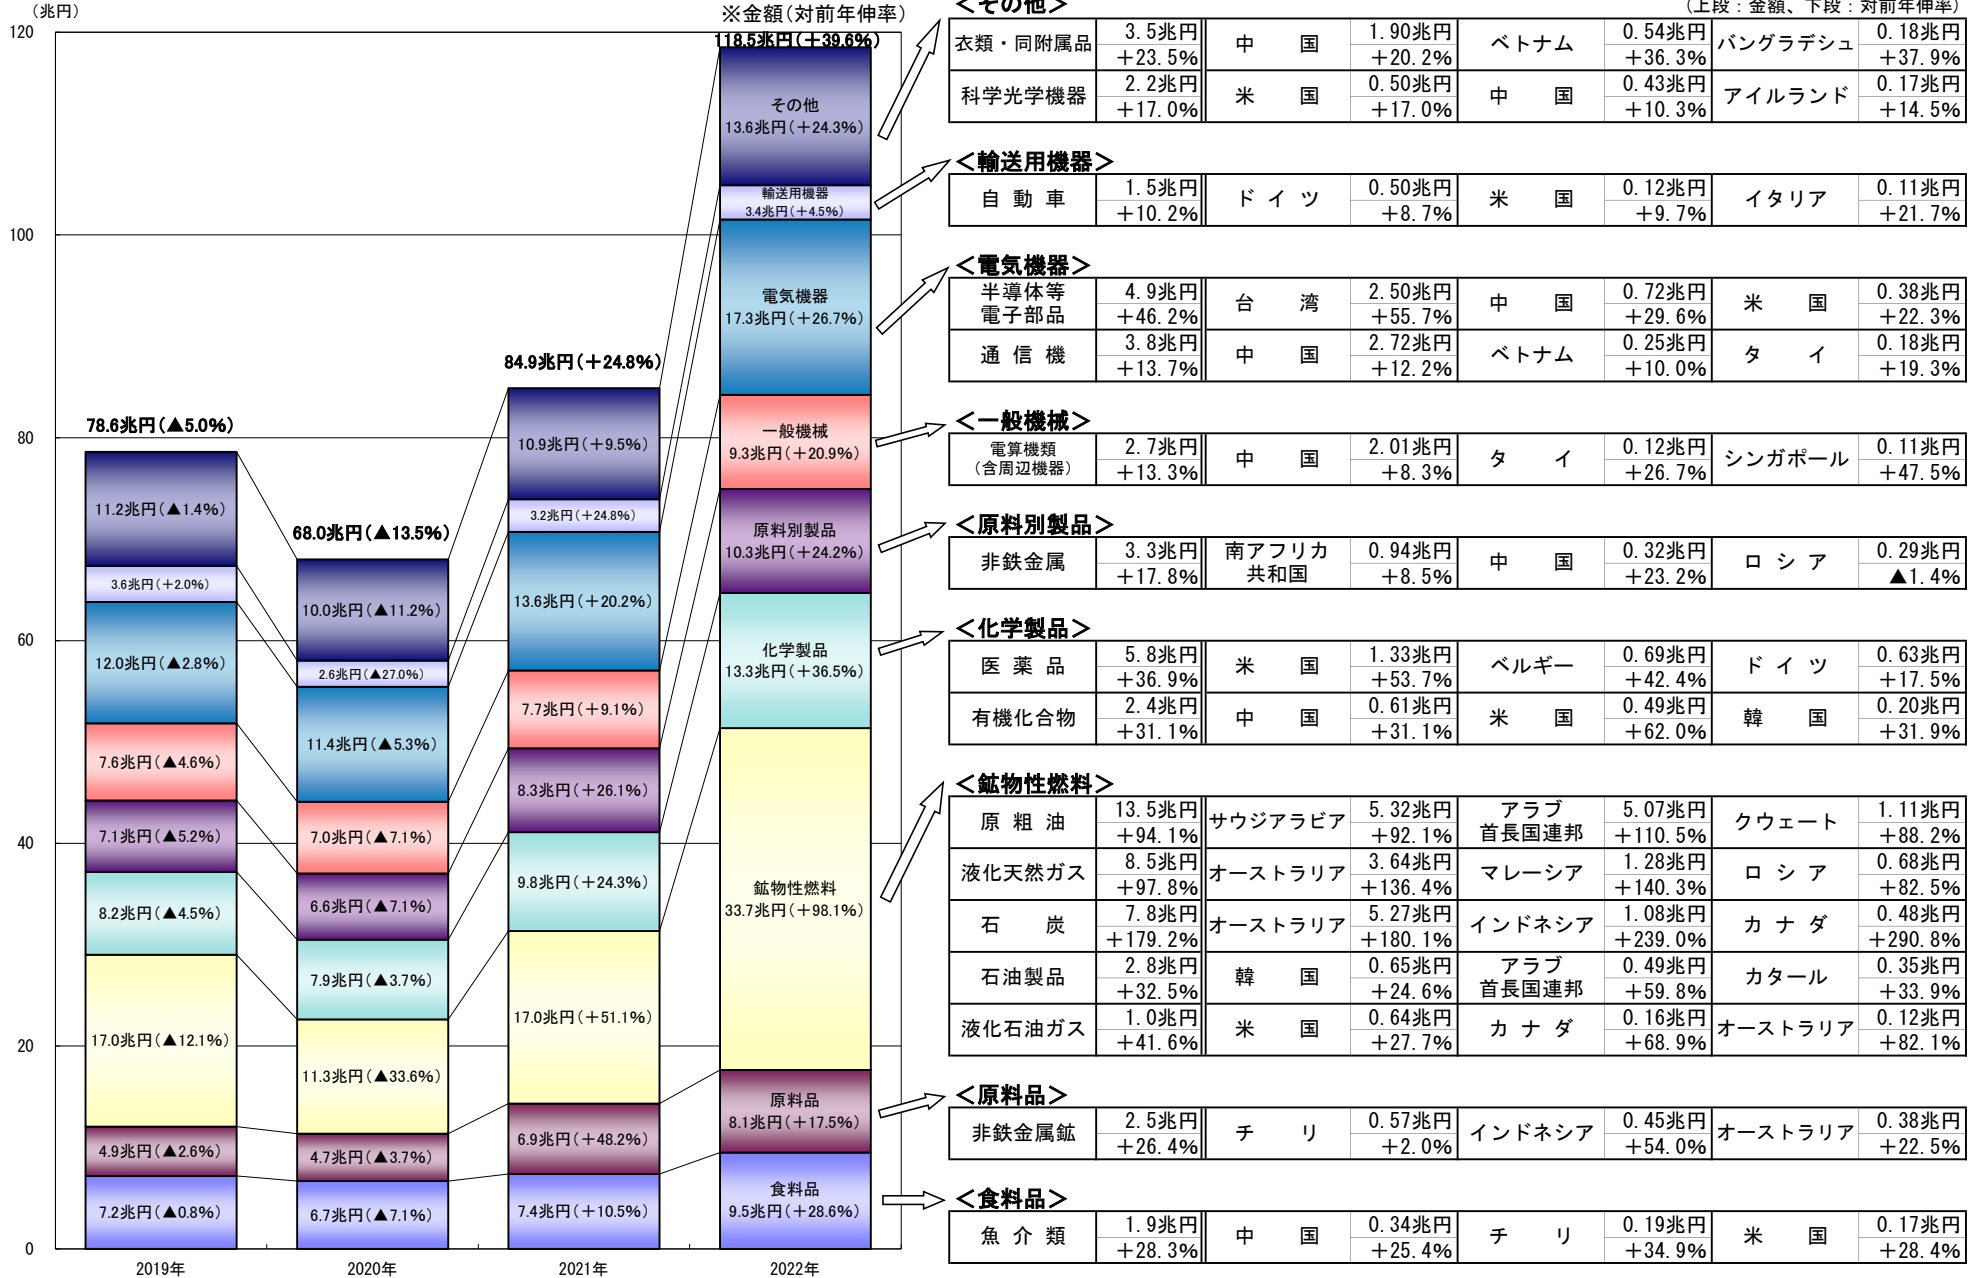 (兆円)
※金額(対前年伸率)
120
100
80
60
40
20
0
78.6兆円(▲5.0%)
11.2兆円(▲1.4%)
3.6兆円(+2.0%)
12.0兆円(▲2.8%)
7.6兆円(▲4.6%)
7.1兆円(▲5.2%)
8.2兆円(▲4.5%)
17.0兆円(▲12.1%)
4.9兆円(▲2.6%)
7.2兆円(▲0.8%)
2019年
68.0兆円(▲13.5%)
10.0兆円(▲11.2%)
2.6兆円(▲27.0%)
11.4兆円(▲5.3%)
7.0兆円(▲7.1%)
6.6兆円(▲7.1%)
7.9兆円(▲3.7%)
11.3兆円(▲33.6%)
4.7兆円(▲3.7%)
6.7兆円(▲7.1%)
2020年
84.9兆円(+24.8%)
10.9兆円(+9.5%)
3.2兆円(+24.8%)
13.6兆円(+20.2%)
7.7兆円(+9.1%)
8.3兆円(+26.1%)
9.8兆円(+24.3%)
17.0兆円(+51.1%)
6.9兆円(+48.2%)
7.4兆円(+10.5%)
2021年
118.5兆円(+39.6%)
その他
13.6兆円(+24.3%)
輸送用機器
3.4兆円(+4.5%)
電気機器
17.3兆円(+26.7%)
一般機械
9.3兆円(+20.9%)
原料別製品
10.3兆円(+24.2%)
化学製品
13.3兆円(+36.5%)
鉱物性燃料
33.7兆円(+98.1%)
原料品
8.1兆円(+17.5%)
食料品
9.5兆円(+28.6%)
2022年
<その他>
(上段:金額、下段:対前年伸率)
衣類・同附属品 3.5兆円 中 国 1.90兆円 ベトナム 0.54兆円 バングラデシュ 0.18兆円
+23.5% +20.2% +36.3% +37.9%
科学光学機器 2.2兆円 米 国 0.50兆円 中 国 0.43兆円 アイルランド 0.17兆円
+17.0% +17.0% +10.3% +14.5%
<輸送用機器>
自動車 1.5兆円 ドイツ 0.50兆円 米 国 0.12兆円 イタリア 0.11兆円
+10.2% +8.7% +9.7% +21.7%
<電気機器>
半導体等
電子部品 4.9兆円 台 湾 2.50兆円 中 国 0.72兆円 米 国 0.38兆円
+46.2% +55.7% +29.6% +22.3%
通信機 3.8兆円 中 国 2.72兆円 ベトナム 0.25兆円 タ イ 0.18兆円
+13.7% +12.2% +10.0% +19.3%
<一般機械>
電算機類
(含周辺機器) 2.7兆円 中 国 2.01兆円 タ イ 0.12兆円 シンガポール 0.11兆円
+13.3% +8.3% +26.7% +47.5%
<原料別製品>
非鉄金属 3.3兆円 南アフリカ
共和国 0.94兆円 中 国 0.32兆円 ロシア 0.29兆円
+17.8% +8.5% +23.2% ▲1.4%
<化学製品>
医薬品 5.8兆円 米 国 1.33兆円 ベルギー 0.69兆円 ドイツ 0.63兆円
+36.9% +53.7% +42.4% +17.5%
有機化合物 2.4兆円 中 国 0.61兆円 米 国 0.49兆円 韓 国 0.20兆円
+31.1% +31.1% +62.0% +31.9%
<鉱物性燃料>
原粗油 13.5兆円 サウジアラビア 5.32兆円 アラブ
首長国連邦 5.07兆円 クウェート 1.11兆円
+94.1% +92.1% +110.5% +88.2%
液化天然ガス 8.5兆円 オーストラリア 3.64兆円 マレーシア 1.28兆円 ロシア 0.68兆円
+97.8% +136.4% +140.3% +82.5%
石 炭 7.8兆円 オーストラリア 5.27兆円 インドネシア 1.08兆円 カナダ 0.48兆円
+179.2% +180.1% +239.0% +290.8%
石油製品 2.8兆円 韓 国 0.65兆円 アラブ
首長国連邦 0.49兆円 カタール 0.35兆円
+32.5% +24.6% +59.8% +33.9%
液化石油ガス 1.0兆円 米 国 0.64兆円 カナダ 0.16兆円 オーストラリア 0.12兆円
+41.6% +27.7% +68.9% +82.1%
<原料品>
非鉄金属鉱 2.5兆円 チ リ 0.57兆円 インドネシア 0.45兆円 オーストラリア 0.38兆円
+26.4% +2.0% +54.0% +22.5%
<食料品>
魚介類 1.9兆円 中 国 0.34兆円 チ リ 0.19兆円 米 国 0.17兆円
+28.3% +25.4% +34.9% +28.4%